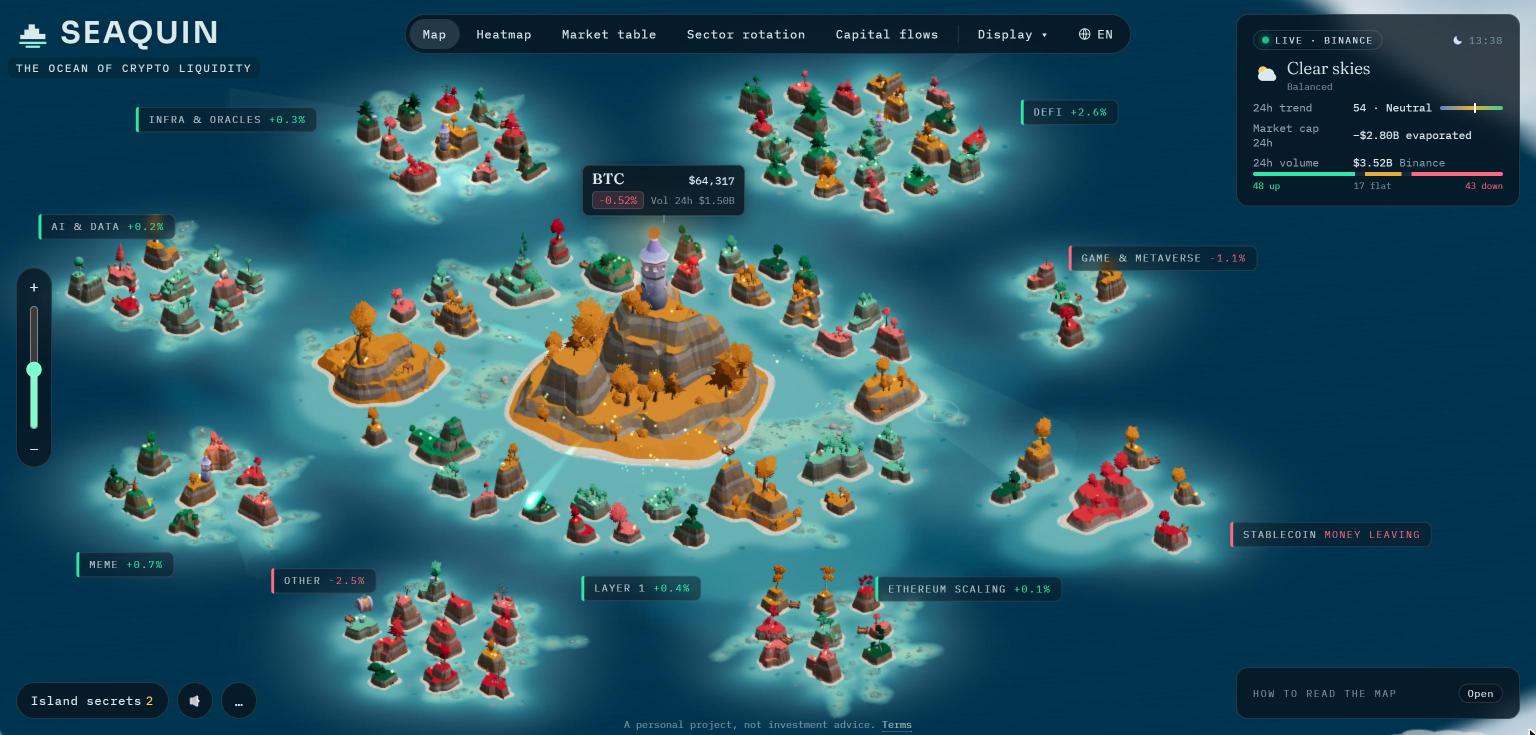 SEAQUIN
THE OCEAN OF CRYPTO LIQUIDITY
Map
Heatmap
Market table
Sector rotation
Capital flows
Display ▾
EN
LIVE · BINANCE
13:38
Clear skies
Balanced
24h trend
54 · Neutral
Market cap
24h
−$2.80B evaporated
24h volume
$3.52B Binance
48 up
17 flat
43 down
INFRA & ORACLES +0.3%
DEFI +2.6%
BTC
$64,317
-0.52%
Vol 24h $1.50B
AI & DATA +0.2%
GAME & METAVERSE -1.1%
+
−
STABLECOIN MONEY LEAVING
MEME +0.7%
OTHER -2.5%
LAYER 1 +0.4%
ETHEREUM SCALING +0.1%
Island secrets 2
…
HOW TO READ THE MAP
Open
A personal project, not investment advice. Terms